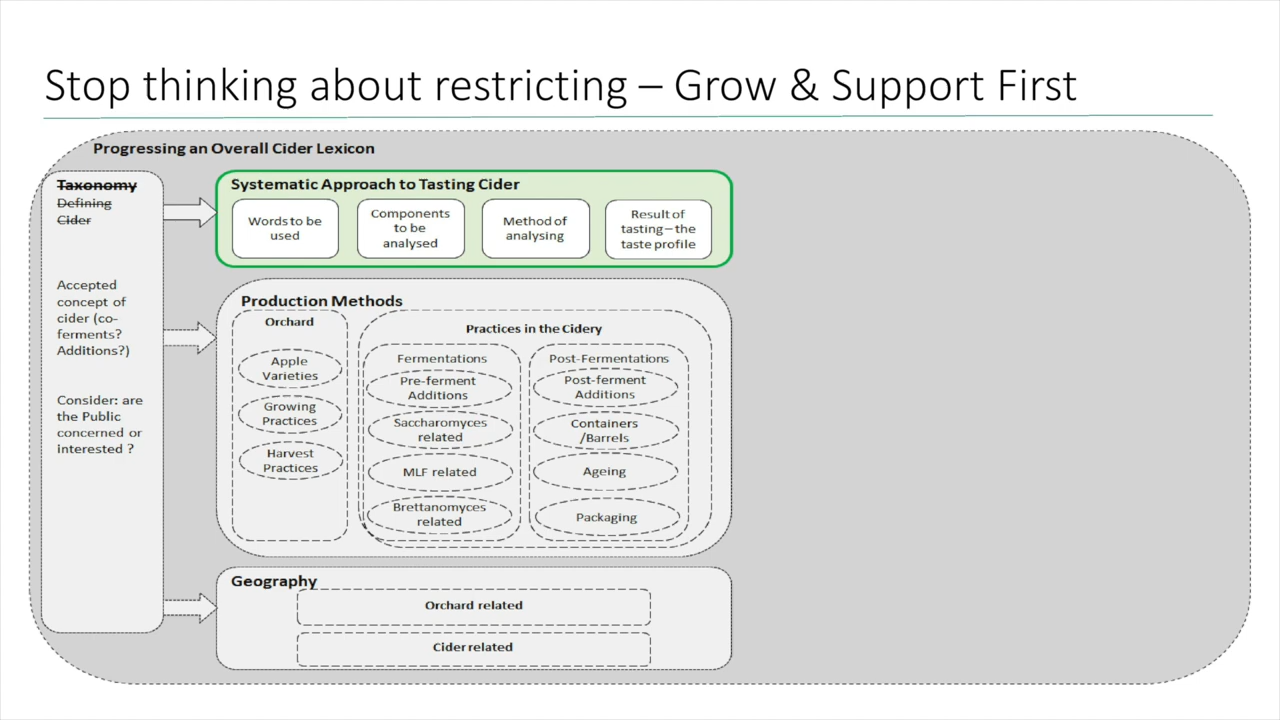 Stop thinking about restricting – Grow & Support First
Progressing an Overall Cider Lexicon
Taxonomy
Defining
Cider
Accepted
concept of
cider (co-
ferments?
Additions?)
Consider: are
the Public
concerned or
interested ?
Systematic Approach to Tasting Cider
Words to be
used
Components
to be
analysed
Method of
analysing
Result of
tasting – the
taste profile
Production Methods
Orchard
Apple
Varieties
Growing
Practices
Harvest
Practices
Practices in the Cidery
Fermentations
Pre-ferment
Additions
Saccharomyces
related
MLF related
Brettanomyces
related
Post-Fermentations
Post-ferment
Additions
Containers
/Barrels
Ageing
Packaging
Geography
Orchard related
Cider related